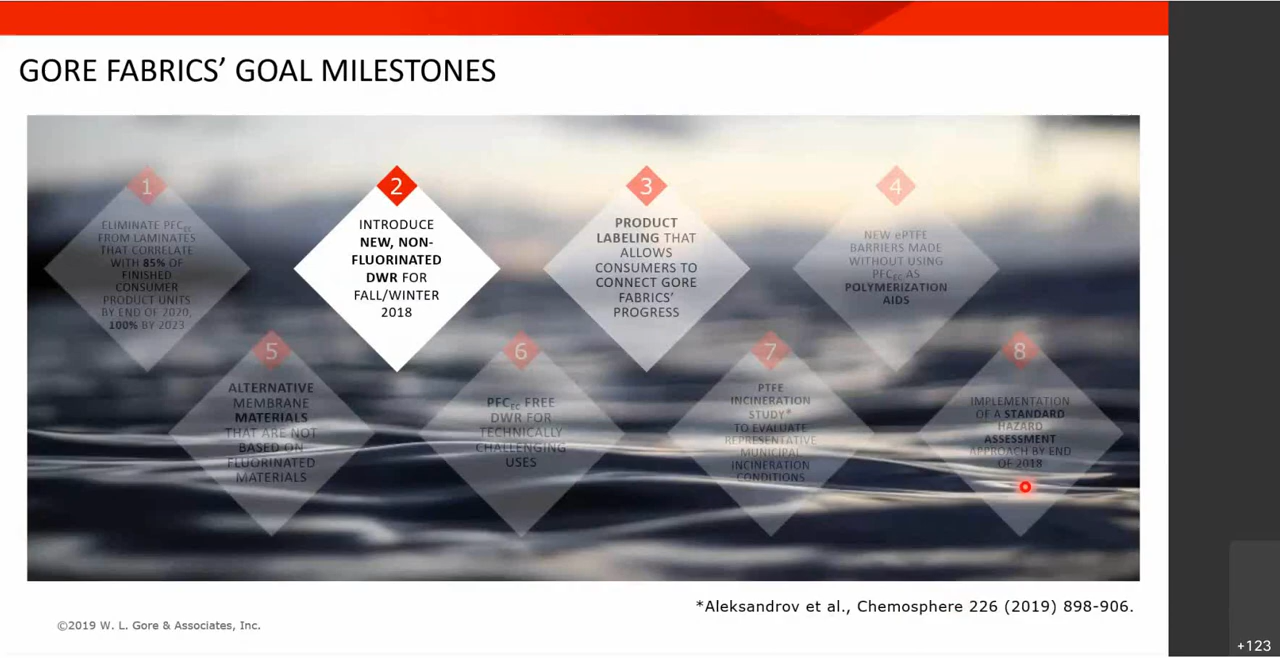 GORE FABRICS’ GOAL MILESTONES
1
ELIMINATE PFCEC
FROM LAMINATES
THAT CORRELATE
WITH 85% OF
FINISHED
CONSUMER
PRODUCT UNITS
BY END OF 2020,
100% BY 2023
2
INTRODUCE
NEW, NON-
FLUORINATED
DWR FOR
FALL/WINTER
2018
3
PRODUCT
LABELING THAT
ALLOWS
CONSUMERS TO
CONNECT GORE
FABRICS’
PROGRESS
4
NEW ePTFE
BARRIERS MADE
WITHOUT USING
PFCEC AS
POLYMERIZATION
AIDS
5
ALTERNATIVE
MEMBRANE
MATERIALS
THAT ARE NOT
BASED ON
FLUORINATED
MATERIALS
6
PFCEC FREE
DWR FOR
TECHNICALLY
CHALLENGING
USES
7
PTFE
INCINERATION
STUDY*
TO EVALUATE
REPRESENTATIVE
MUNICIPAL
INCINERATION
CONDITIONS
8
IMPLEMENTATION
OF A STANDARD
HAZARD
ASSESSMENT
APPROACH BY END
OF 2018
*Aleksandrov et al., Chemosphere 226 (2019) 898-906.
©2019 W. L. Gore & Associates, Inc.
+123